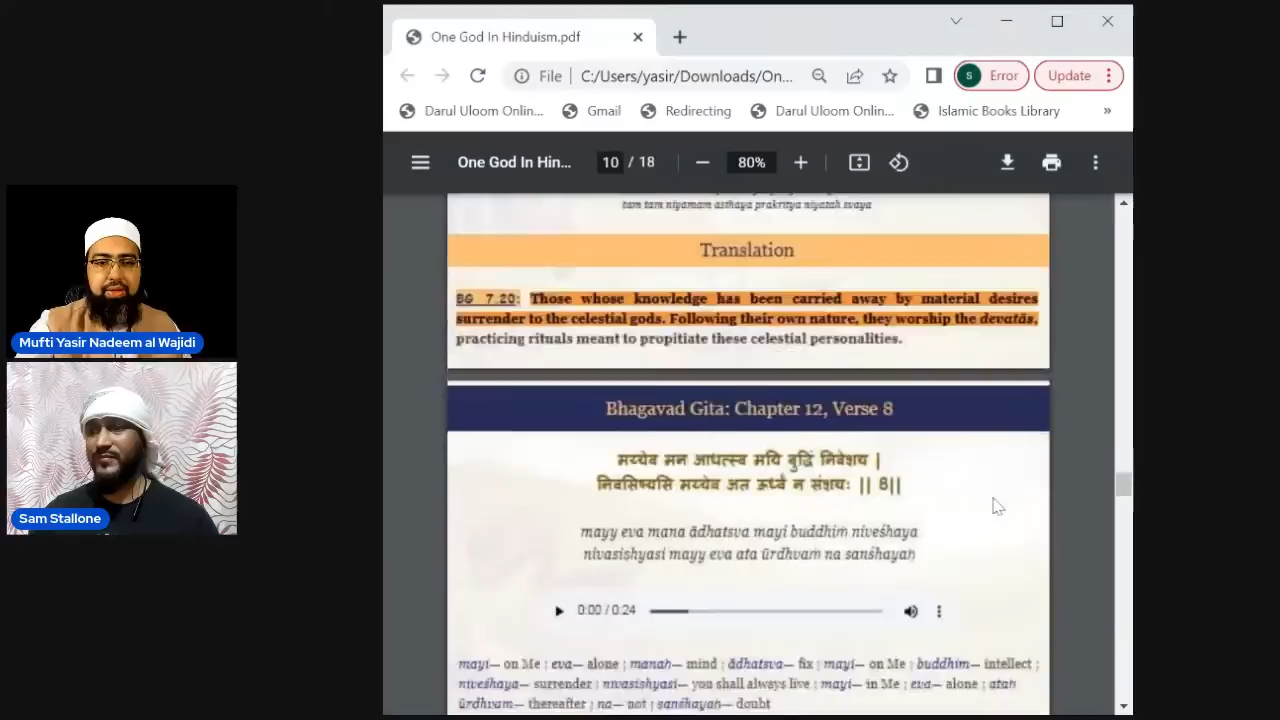 One God In Hinduism.pdf
File | C:/Users/yasir/Downloads/On...
S Error
Update
Darul Uloom Onlin...
Gmail
Redirecting
Darul Uloom Onlin...
Islamic Books Library
»
One God In Hin...
10 / 18
80%
tam tam niyamam asthaya prakritya niyatah svaya
Translation
BG 7.20: Those whose knowledge has been carried away by material desires
surrender to the celestial gods. Following their own nature, they worship the devatās,
practicing rituals meant to propitiate these celestial personalities.
Bhagavad Gita: Chapter 12, Verse 8
मय्येव मन आधत्स्व मयि बुद्धिं निवेशय |
निवसिष्यसि मय्येव अत ऊर्ध्वं न संशयः || 8||
mayy eva mana ādhatsva mayi buddhiṁ niveśhaya
nivasiṣhyasi mayy eva ata ūrdhvaṁ na sanśhayaḥ
0:00 / 0:24
mayi— on Me ; eva— alone ; manaḥ— mind ; ādhatsva— fix ; mayi— on Me ; buddhim— intellect ;
niveśhaya— surrender ; nivasiṣhyasi— you shall always live ; mayi— in Me ; eva— alone ; ataḥ
ūrdhvam— thereafter ; na— not ; sanśhayaḥ— doubt
Mufti Yasir Nadeem al Wajidi
Sam Stallone